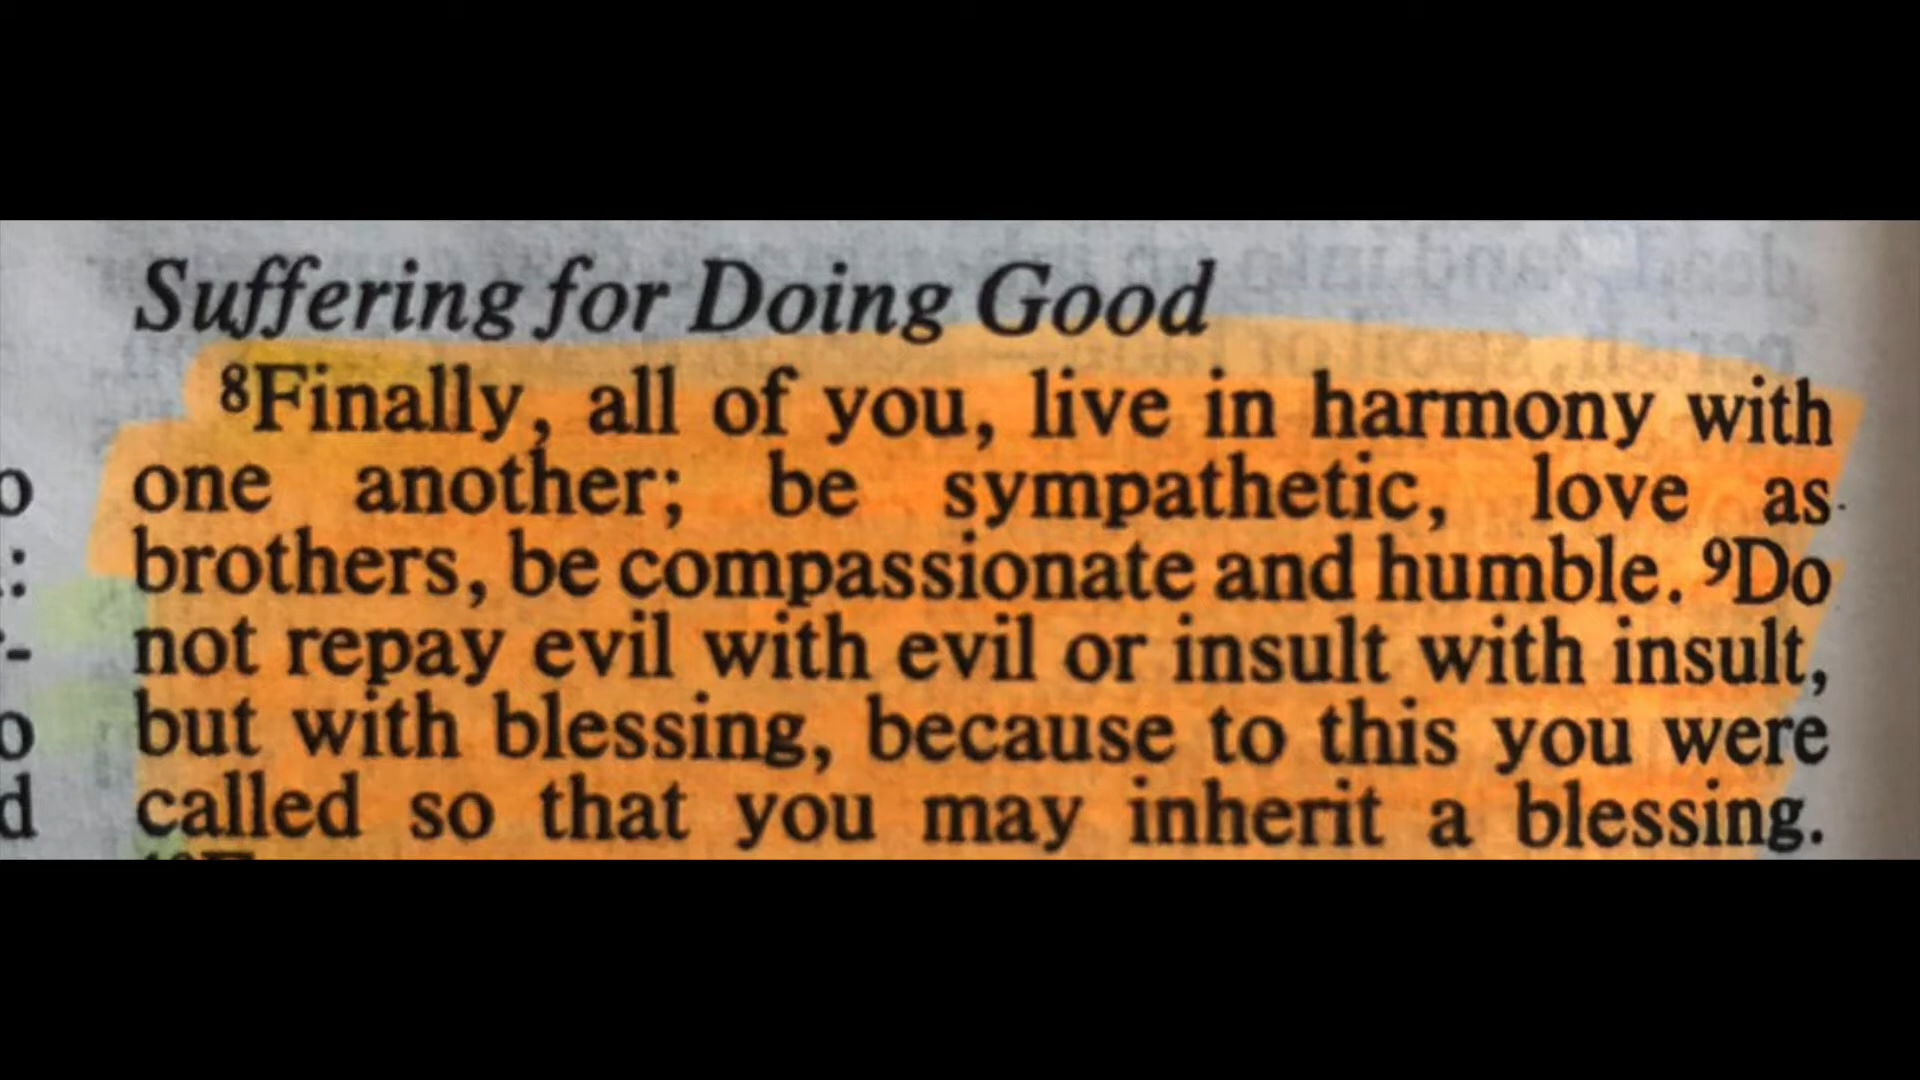 Suffering for Doing Good
8Finally, all of you, live in harmony with
one another; be sympathetic, love as
brothers, be compassionate and humble. 9Do
not repay evil with evil or insult with insult,
but with blessing, because to this you were
called so that you may inherit a blessing.